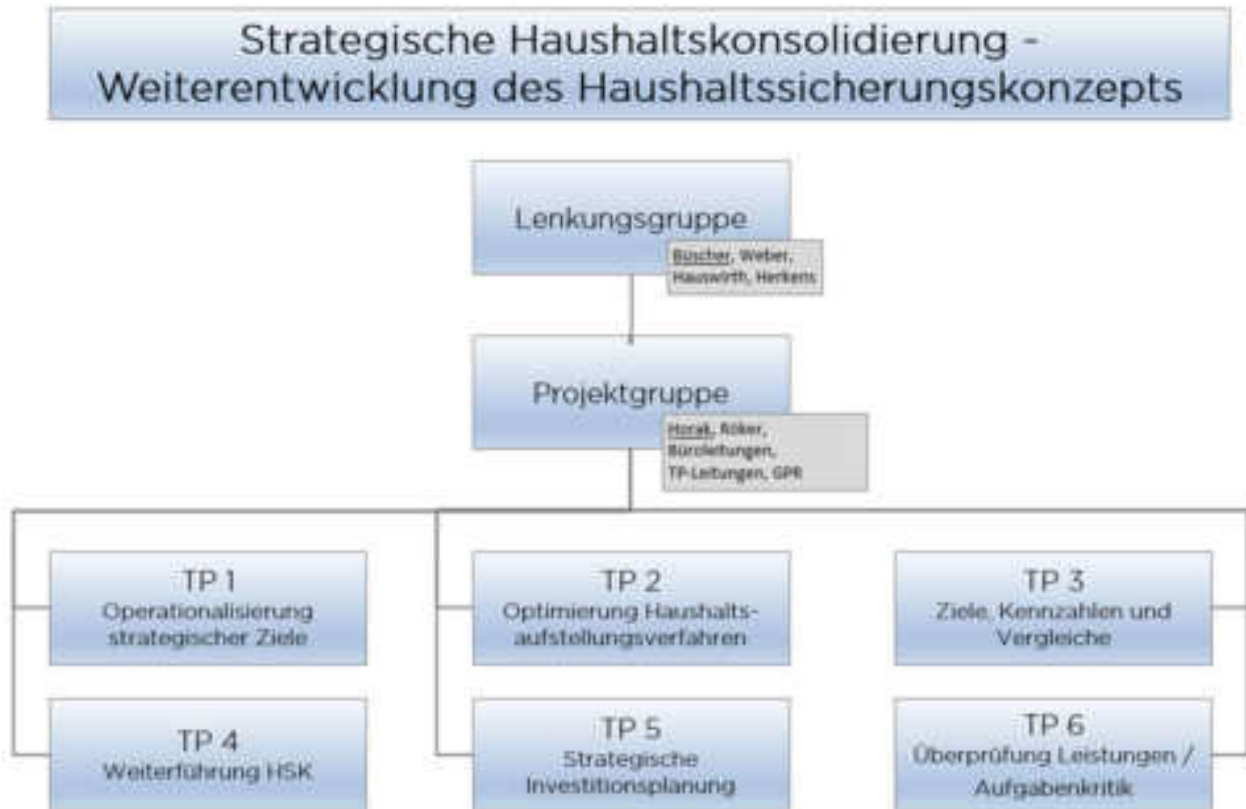 Strategische Haushaltskonsolidierung -
Weiterentwicklung des Haushaltssicherungskonzepts
Lenkungsgruppe
Büscher, Weber,
Hauswirth, Herkens
Projektgruppe
Horak, Röker,
Büroleitungen,
TP-Leitungen, GPR
TP 1
Operationalisierung
strategischer Ziele
TP 2
Optimierung Haushalts-
aufstellungsverfahren
TP 3
Ziele, Kennzahlen und
Vergleiche
TP 4
Weiterführung HSK
TP 5
Strategische
Investitionsplanung
TP 6
Überprüfung Leistungen /
Aufgabenkritik